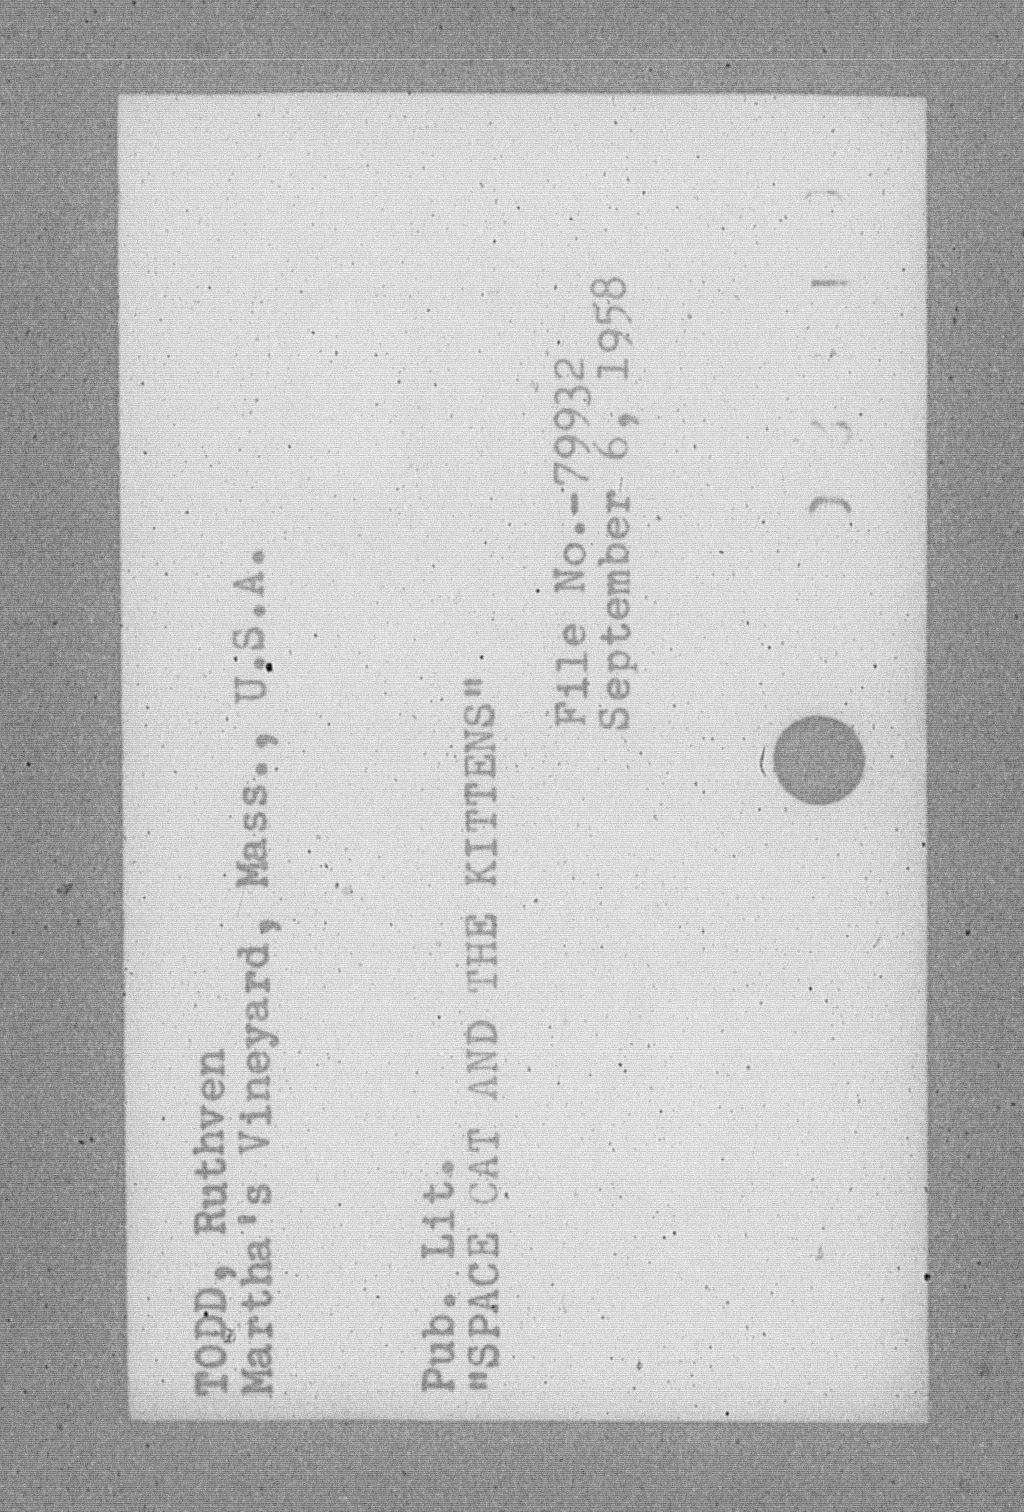 TODD, Ruthven
Martha's Vineyard, Mass., U.S.A.
Pub. Lit.
"SPACE CAT AND THE KITTENS"
File No.-79932
September 6, 1958